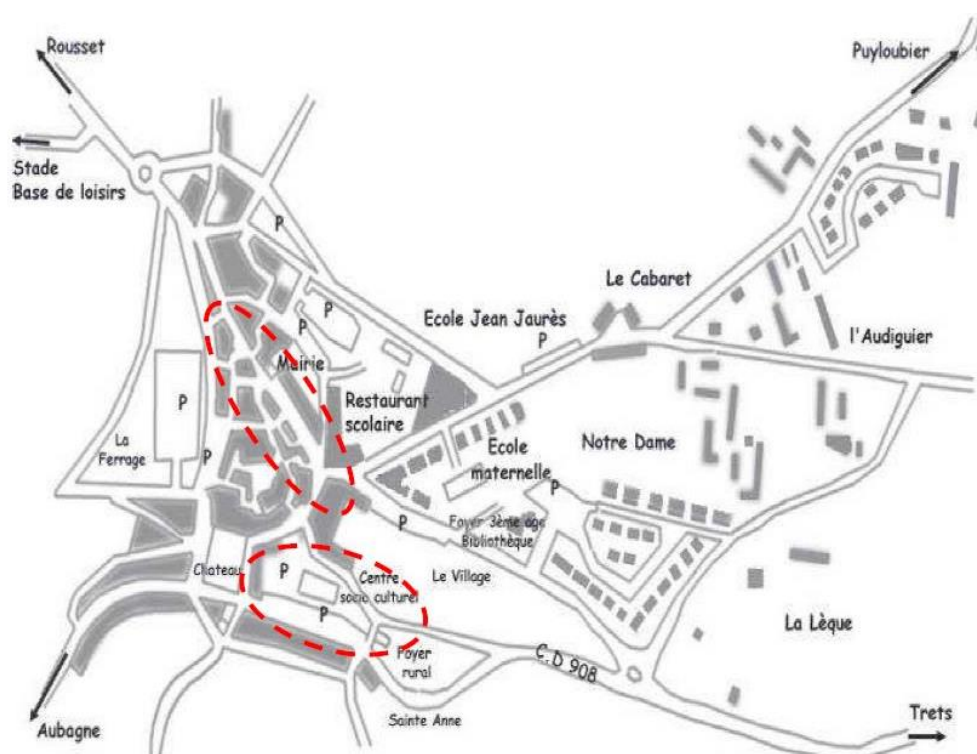 Rousset
Puyloubier
Stade
Base de loisirs
P
Le Cabaret
P
P
Ecole Jean Jaurès
P
l'Audiguier
Mairie
P
Restaurant
scolaire
La
Ferrage
P
Ecole
maternelle
Notre Dame
P
P
Foyer 3ème âge
Bibliothèque
Chateau
P
Centre
socio culturel
Le Village
P
La Lèque
Foyer
rural
C.D 908
Sainte Anne
Aubagne
Trets